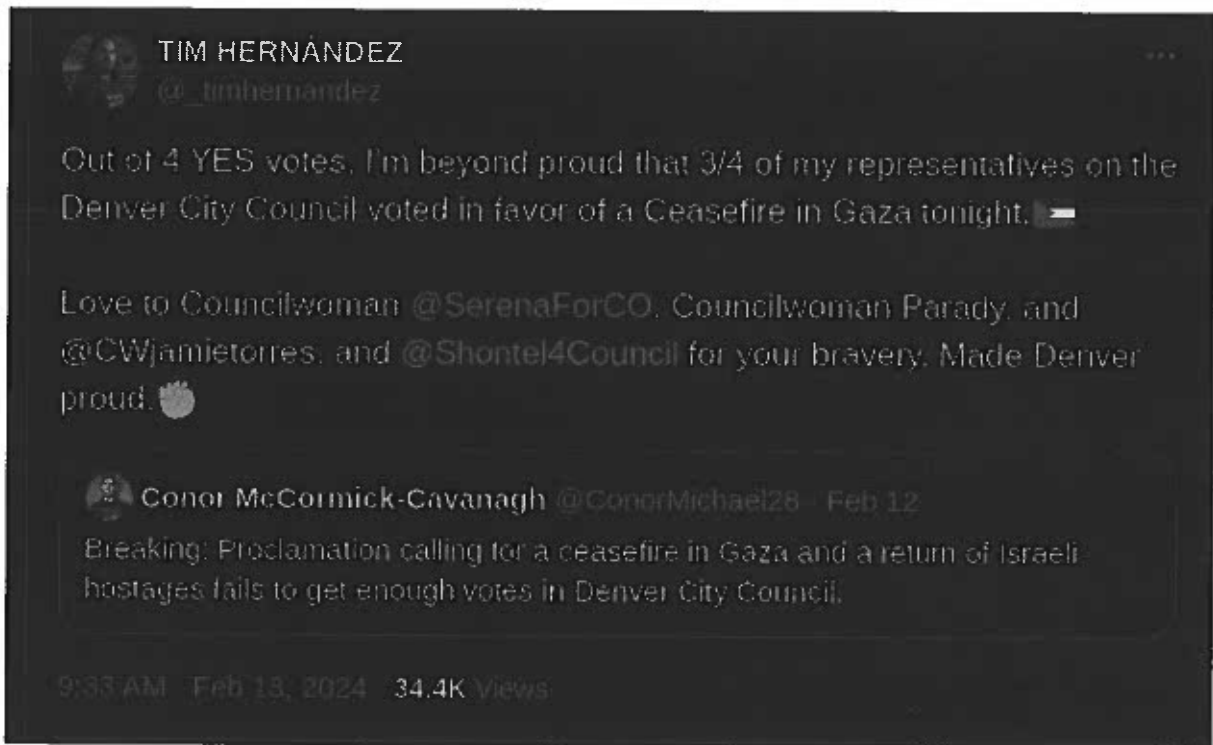 TIM HERNÁNDEZ
@_timhernandez
Out of 4 YES votes, I'm beyond proud that 3/4 of my representatives on the
Denver City Council voted in favor of a Ceasefire in Gaza tonight.
Love to Councilwoman @SerenaForCO, Councilwoman Parady, and
@CWjamietorres, and @Shontel4Council for your bravery. Made Denver
proud.
Conor McCormick-Cavanagh @ConorMichael28 · Feb 12
Breaking: Proclamation calling for a ceasefire in Gaza and a return of Israeli
hostages fails to get enough votes in Denver City Council.
9:33 AM · Feb 13, 2024 · 34.4K Views